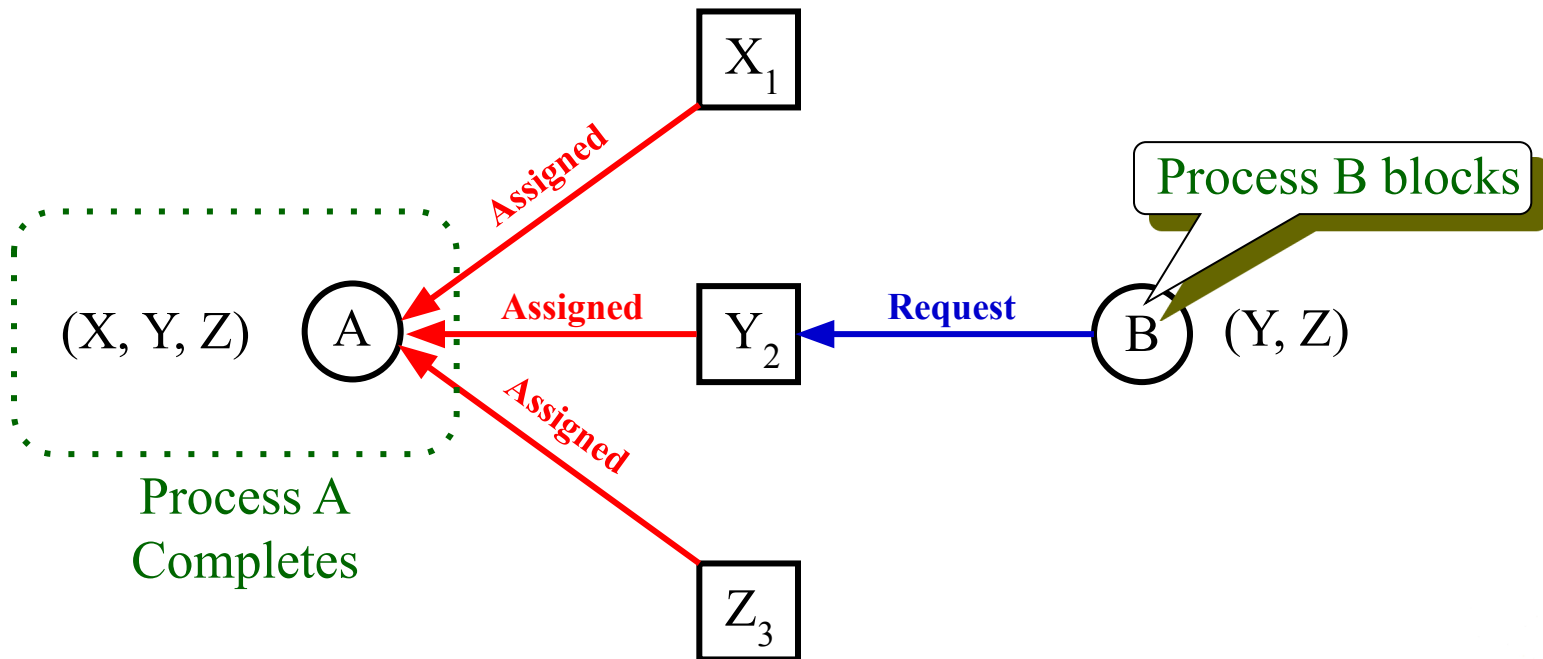 X₁
Assigned
Process B blocks
(X, Y, Z)
A
Assigned
Y₂
Request
B
(Y, Z)
Assigned
Process A
Completes
Z₃